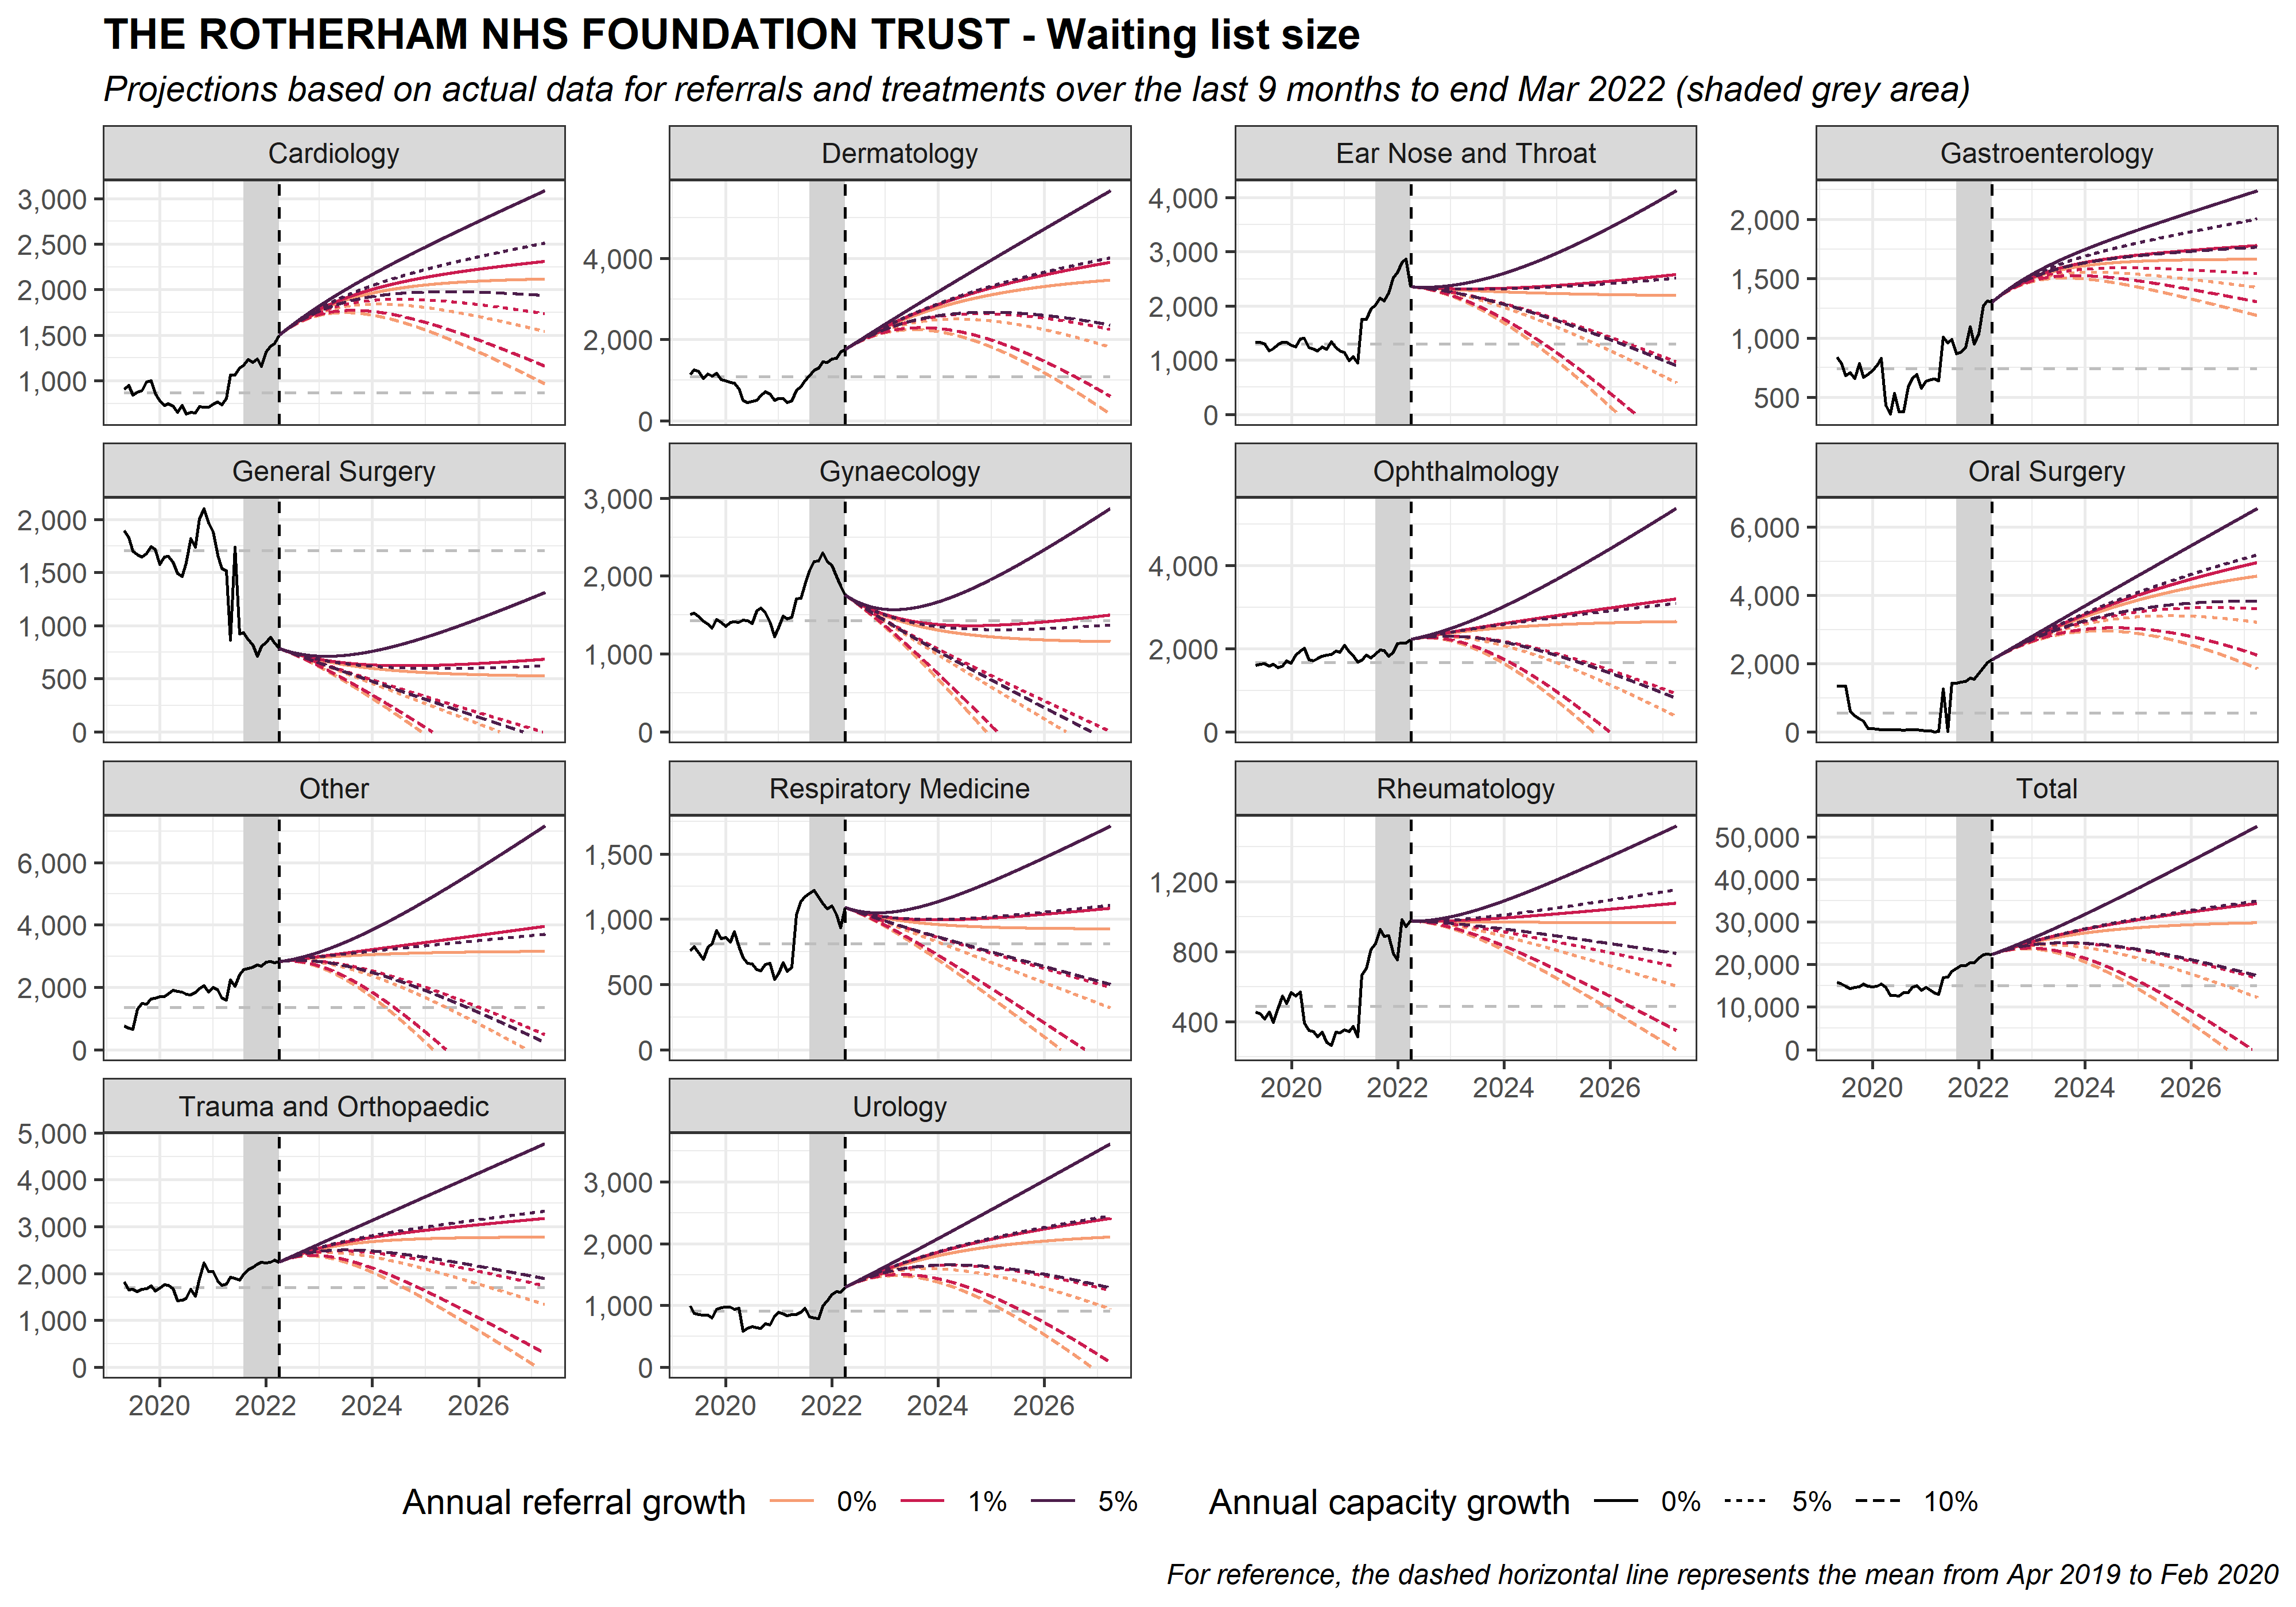 THE ROTHERHAM NHS FOUNDATION TRUST - Waiting list size
Projections based on actual data for referrals and treatments over the last 9 months to end Mar 2022 (shaded grey area)
Cardiology
3,000
2,500
2,000
1,500
1,000
Dermatology
4,000
2,000
0
Ear Nose and Throat
4,000
3,000
2,000
1,000
0
Gastroenterology
2,000
1,500
1,000
500
General Surgery
2,000
1,500
1,000
500
0
Gynaecology
3,000
2,000
1,000
0
Ophthalmology
4,000
2,000
0
Oral Surgery
6,000
4,000
2,000
0
Other
6,000
4,000
2,000
0
Respiratory Medicine
1,500
1,000
500
0
Rheumatology
1,200
800
400
2020 2022 2024 2026
Total
50,000
40,000
30,000
20,000
10,000
0
2020 2022 2024 2026
Trauma and Orthopaedic
5,000
4,000
3,000
2,000
1,000
0
2020 2022 2024 2026
Urology
3,000
2,000
1,000
0
2020 2022 2024 2026
Annual referral growth 0% 1% 5% Annual capacity growth 0% 5% 10%
For reference, the dashed horizontal line represents the mean from Apr 2019 to Feb 2020